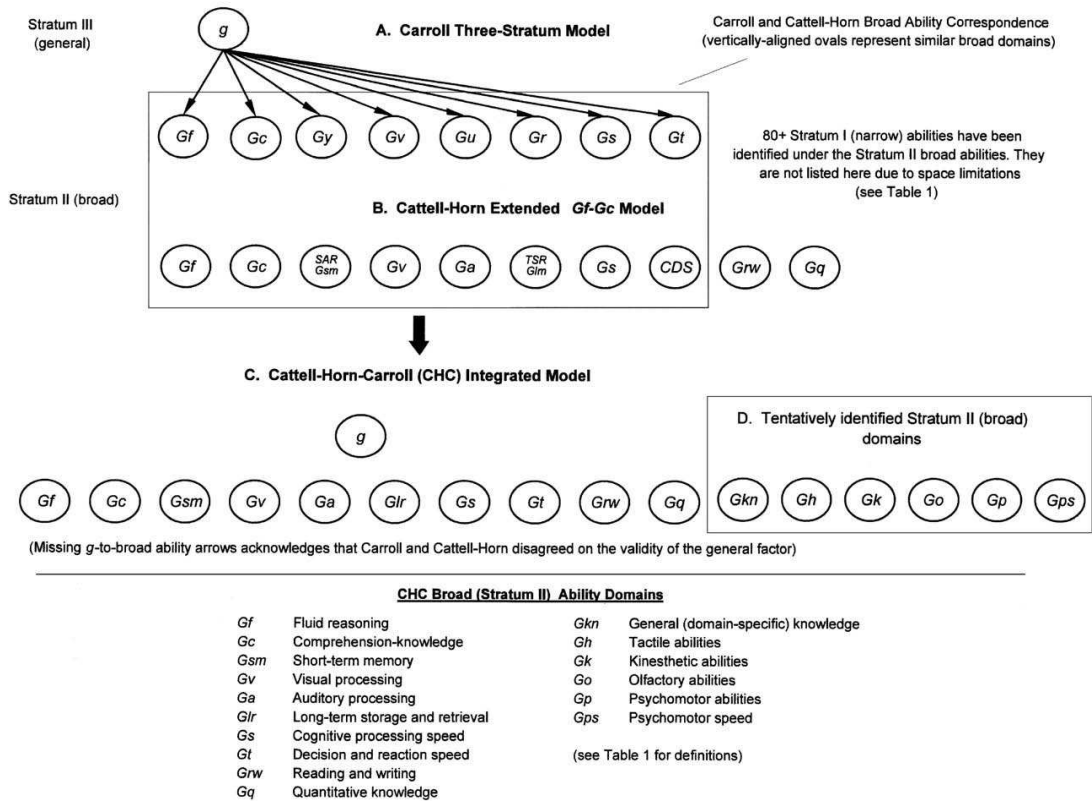 Stratum III
(general)
g
A. Carroll Three-Stratum Model
Carroll and Cattell-Horn Broad Ability Correspondence
(vertically-aligned ovals represent similar broad domains)
Gf Gc Gy Gv Gu Gr Gs Gt
80+ Stratum I (narrow) abilities have been
identified under the Stratum II broad abilities. They
are not listed here due to space limitations
(see Table 1)
Stratum II (broad)
B. Cattell-Horn Extended Gf-Gc Model
Gf Gc SAR Gsm Gv Ga TSR Glm Gs CDS Grw Gq
C. Cattell-Horn-Carroll (CHC) Integrated Model
g
D. Tentatively identified Stratum II (broad)
domains
Gf Gc Gsm Gv Ga Glr Gs Gt Grw Gq Gkn Gh Gk Go Gp Gps
(Missing g-to-broad ability arrows acknowledges that Carroll and Cattell-Horn disagreed on the validity of the general factor)
CHC Broad (Stratum II) Ability Domains
Gf Fluid reasoning
Gc Comprehension-knowledge
Gsm Short-term memory
Gv Visual processing
Ga Auditory processing
Glr Long-term storage and retrieval
Gs Cognitive processing speed
Gt Decision and reaction speed
Grw Reading and writing
Gq Quantitative knowledge
Gkn General (domain-specific) knowledge
Gh Tactile abilities
Gk Kinesthetic abilities
Go Olfactory abilities
Gp Psychomotor abilities
Gps Psychomotor speed
(see Table 1 for definitions)